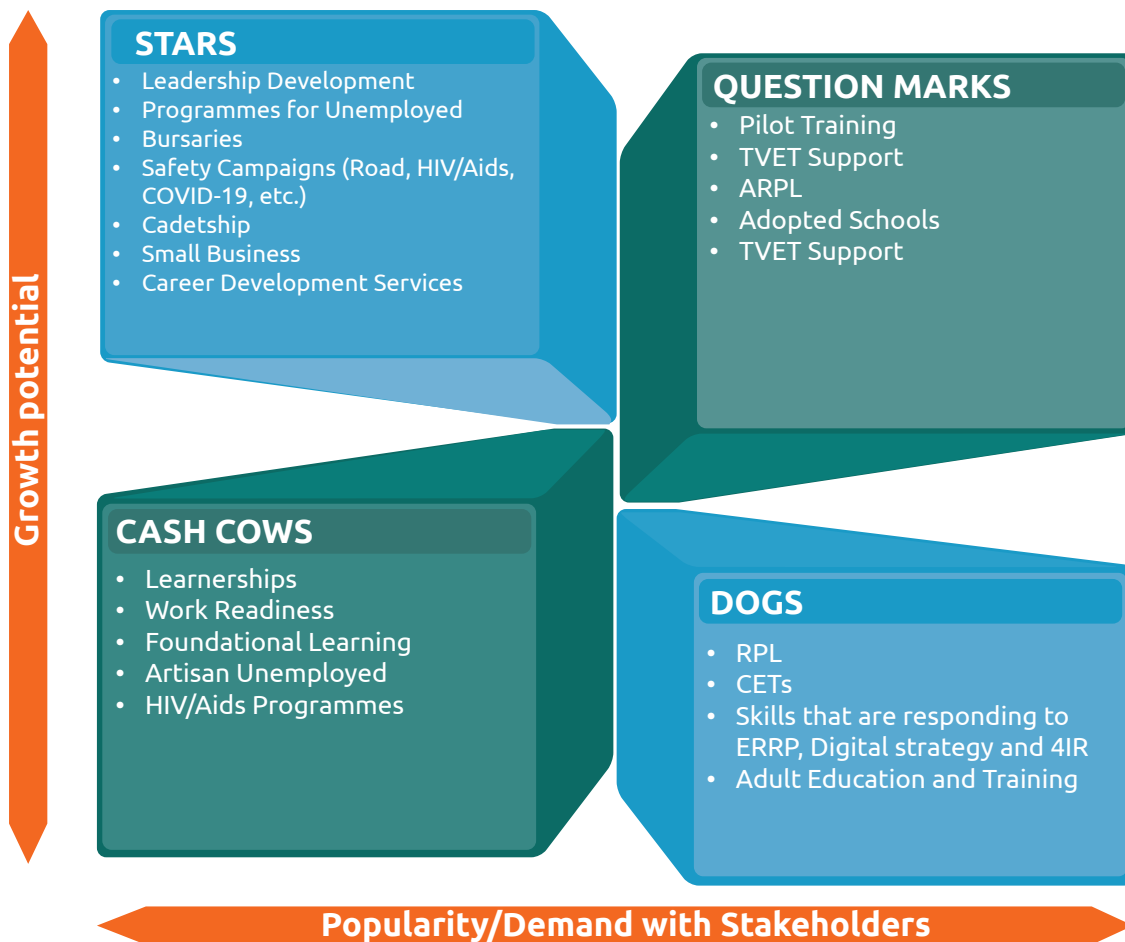 Growth potential
STARS
• Leadership Development
• Programmes for Unemployed
• Bursaries
• Safety Campaigns (Road, HIV/Aids,
COVID-19, etc.)
• Cadetship
• Small Business
• Career Development Services
QUESTION MARKS
• Pilot Training
• TVET Support
• ARPL
• Adopted Schools
• TVET Support
CASH COWS
• Learnerships
• Work Readiness
• Foundational Learning
• Artisan Unemployed
• HIV/Aids Programmes
DOGS
• RPL
• CETs
• Skills that are responding to
ERRP, Digital strategy and 4IR
• Adult Education and Training
Popularity/Demand with Stakeholders